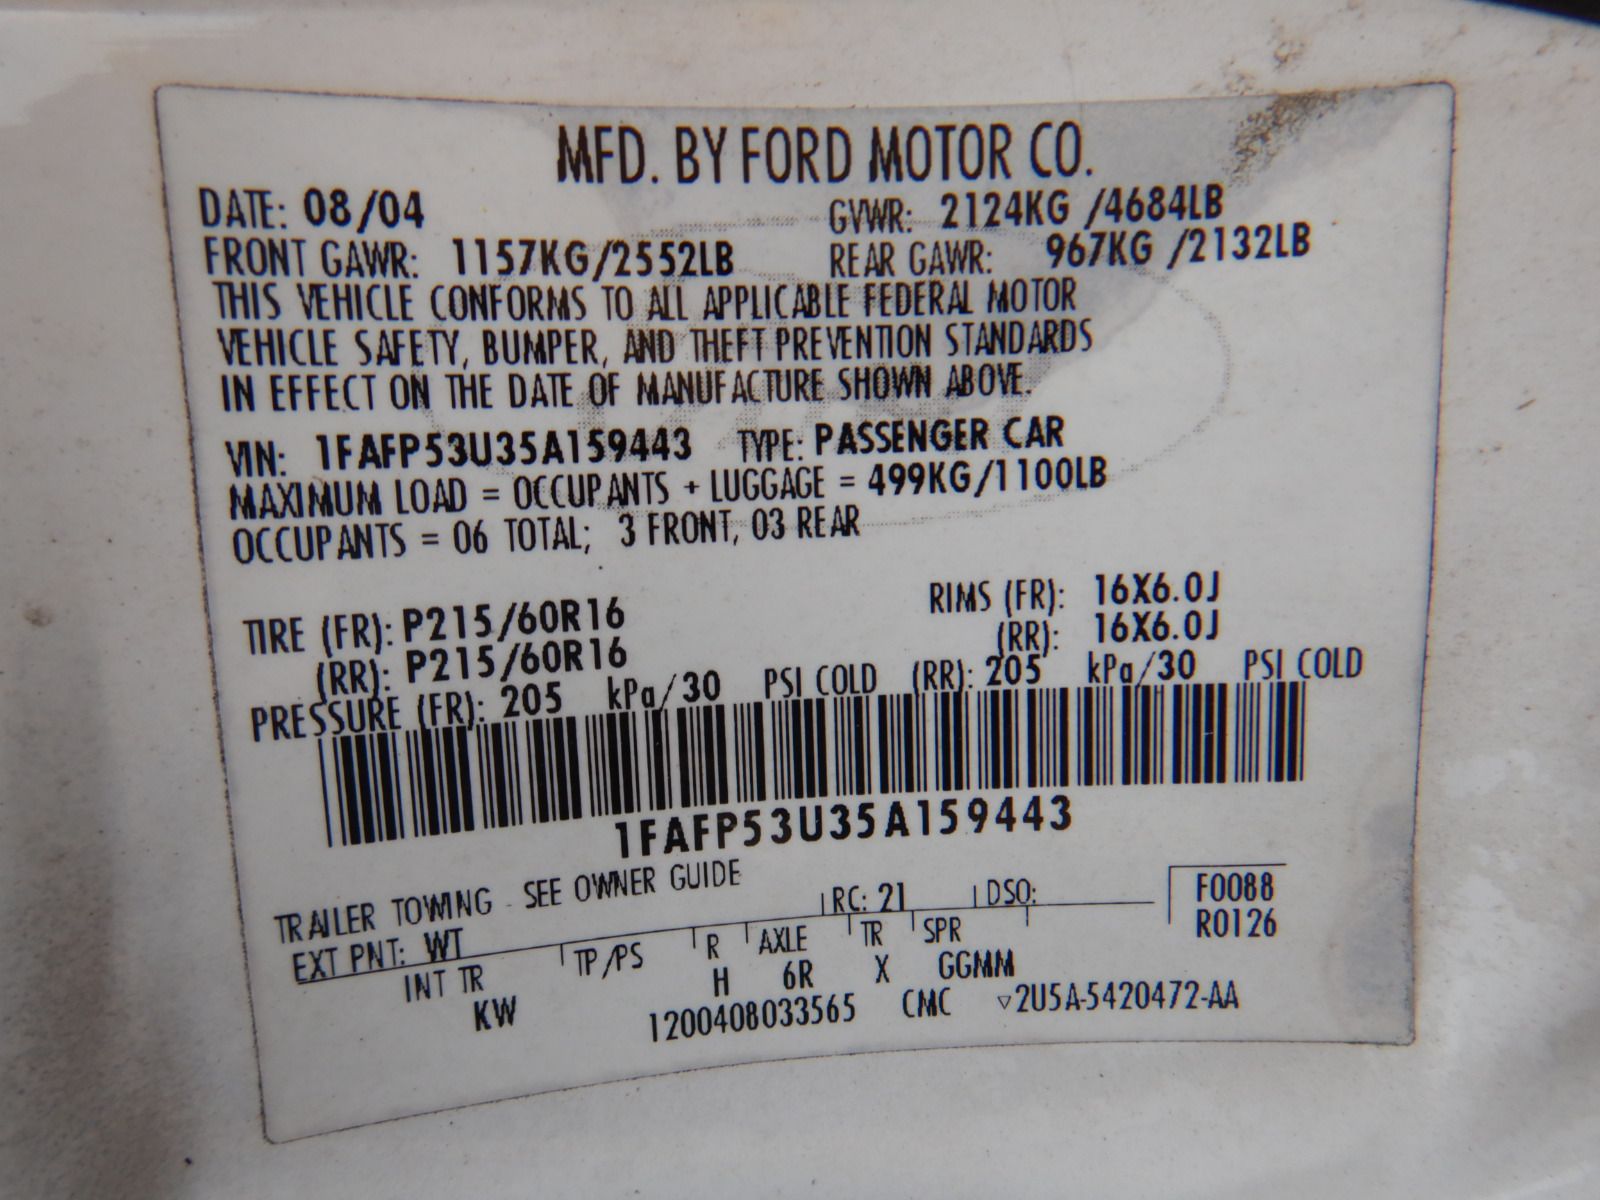 MFD. BY FORD MOTOR CO.
DATE: 08/04 GVWR: 2124KG /4684LB
FRONT GAWR: 1157KG/2552LB REAR GAWR: 967KG /2132LB
THIS VEHICLE CONFORMS TO ALL APPLICABLE FEDERAL MOTOR
VEHICLE SAFETY, BUMPER, AND THEFT PREVENTION STANDARDS
IN EFFECT ON THE DATE OF MANUFACTURE SHOWN ABOVE.
VIN: 1FAFP53U35A159443 TYPE: PASSENGER CAR
MAXIMUM LOAD = OCCUPANTS + LUGGAGE = 499KG/1100LB
OCCUPANTS = 06 TOTAL; 3 FRONT, 03 REAR
TIRE (FR): P215/60R16 RIMS (FR): 16X6.0J
(RR): P215/60R16 (RR): 16X6.0J
PRESSURE (FR): 205 kPa/30 PSI COLD (RR): 205 kPa/30 PSI COLD
1FAFP53U35A159443
TRAILER TOWING - SEE OWNER GUIDE
EXT PNT: WT RC: 21 DSO: F0088
R0126
INT TR TP/PS R AXLE TR SPR
KW H 6R X GGMM
1200408033565 CMC ▽2U5A-5420472-AA